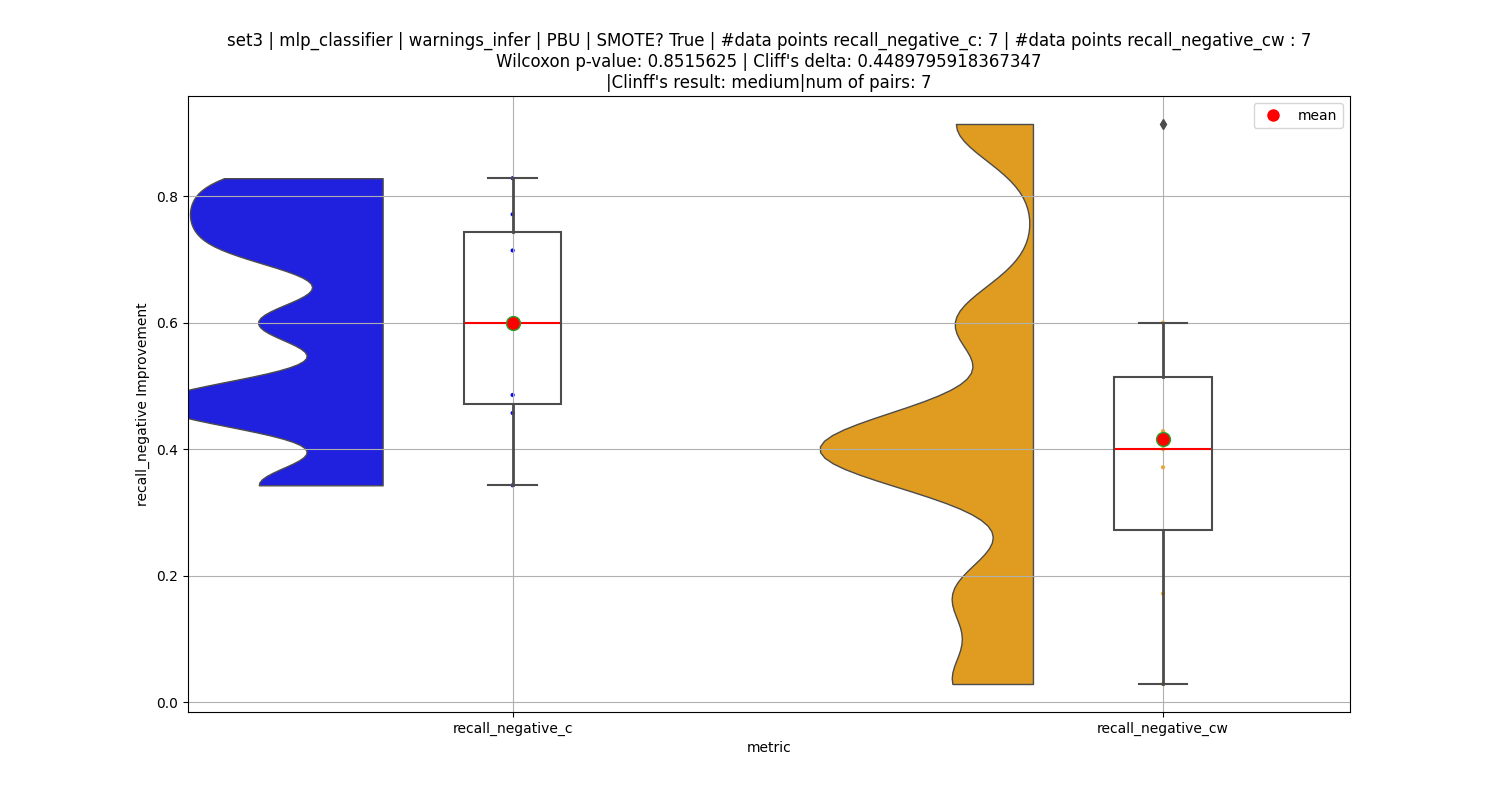 set3 | mlp_classifier | warnings_infer | PBU | SMOTE? True | #data points recall_negative_c: 7 | #data points recall_negative_cw : 7
Wilcoxon p-value: 0.8515625 | Cliff's delta: 0.4489795918367347
|Clinff's result: medium|num of pairs: 7
mean
recall_negative Improvement
0.8
0.6
0.4
0.2
0.0
recall_negative_c
recall_negative_cw
metric